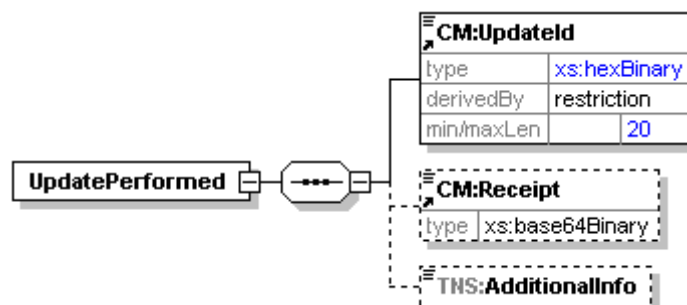 CM:UpdateId
type xs:hexBinary
derivedBy restriction
min/maxLen 20
UpdatePerformed
CM:Receipt
type xs:base64Binary
TNS:AdditionalInfo